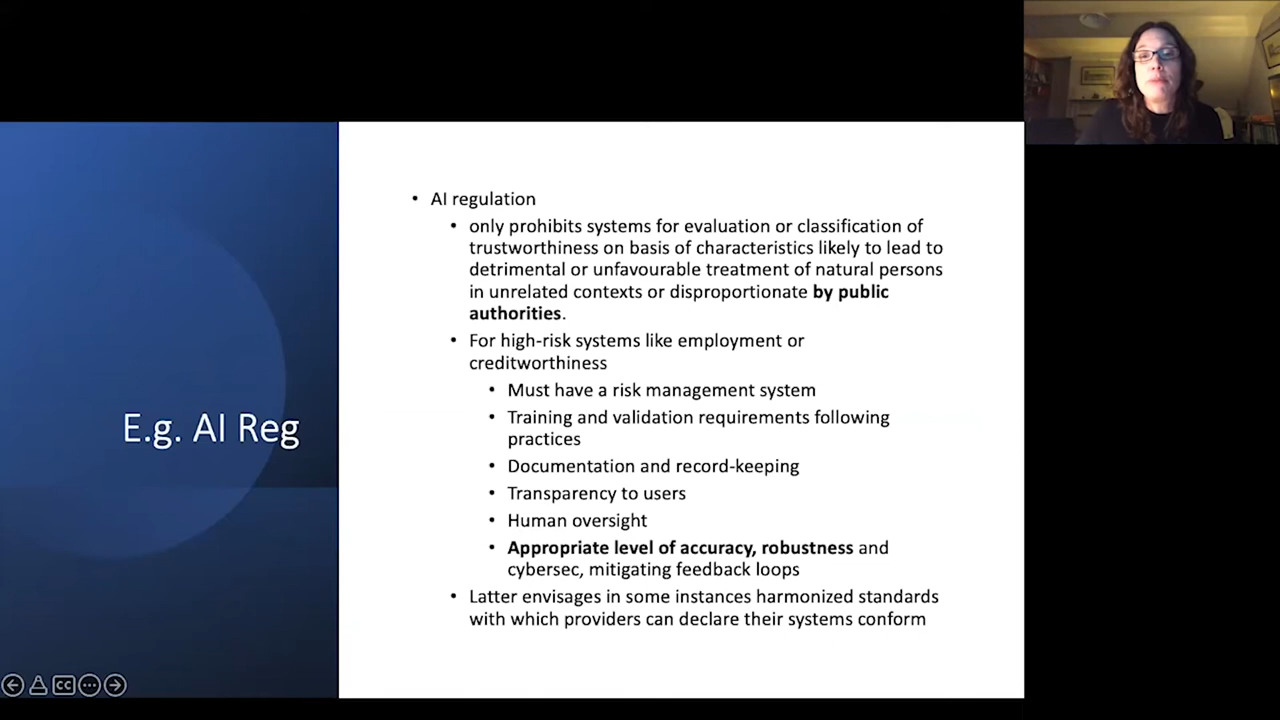 E.g. AI Reg
• AI regulation
• only prohibits systems for evaluation or classification of
trustworthiness on basis of characteristics likely to lead to
detrimental or unfavourable treatment of natural persons
in unrelated contexts or disproportionate by public
authorities.
• For high-risk systems like employment or
creditworthiness
• Must have a risk management system
• Training and validation requirements following
practices
• Documentation and record-keeping
• Transparency to users
• Human oversight
• Appropriate level of accuracy, robustness and
cybersec, mitigating feedback loops
• Latter envisages in some instances harmonized standards
with which providers can declare their systems conform
CC